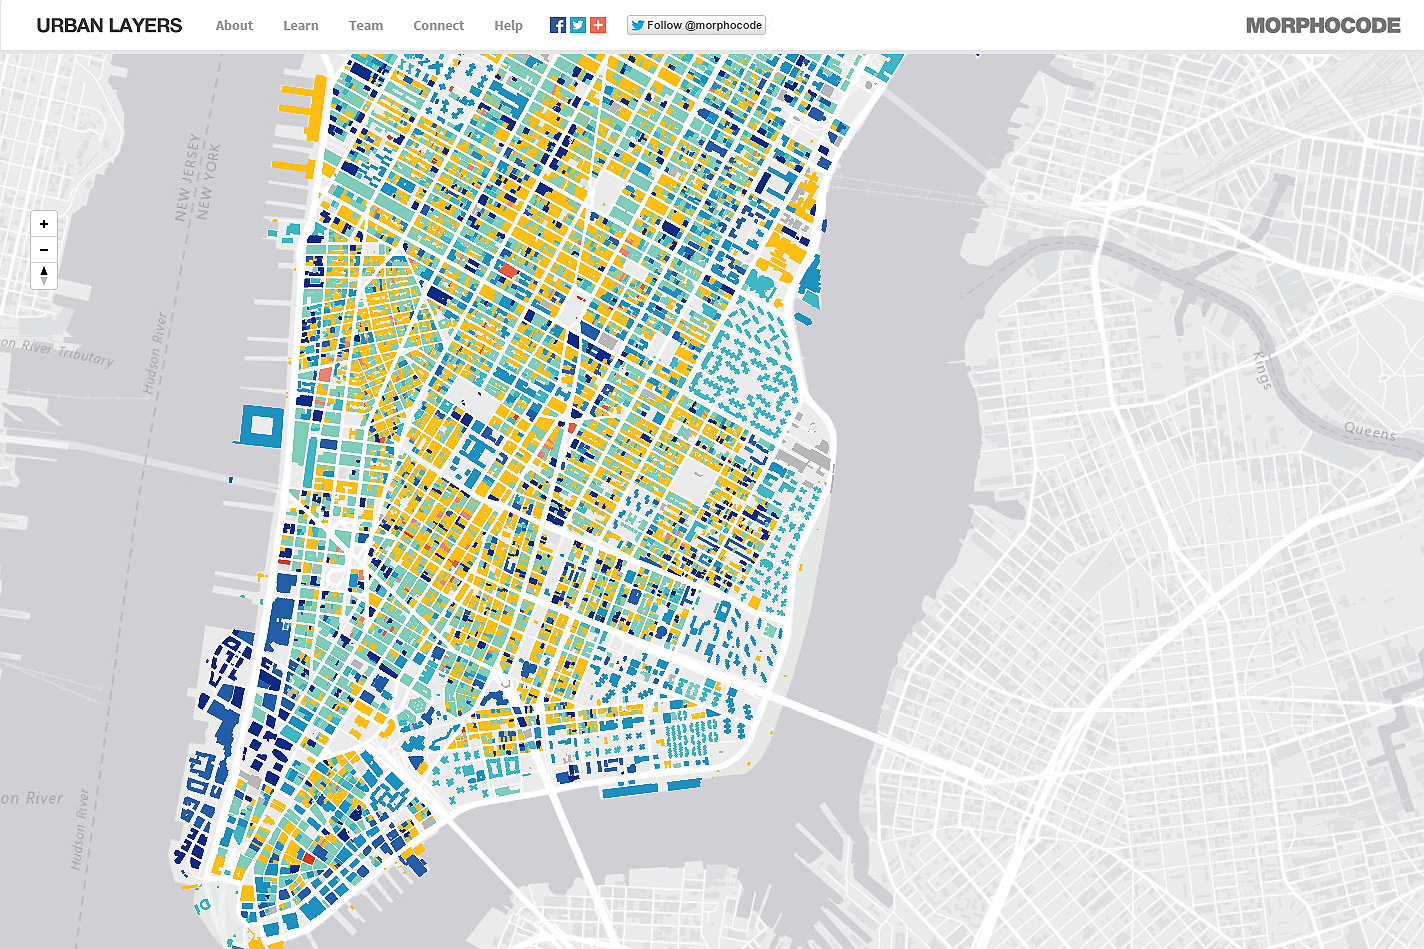 URBAN LAYERS
About
Learn
Team
Connect
Help
Follow @morphocode
MORPHOCODE
NEW JERSEY
NEW YORK
Hudson River
on River Tributary
Kings
Queens
on River
Hudson River